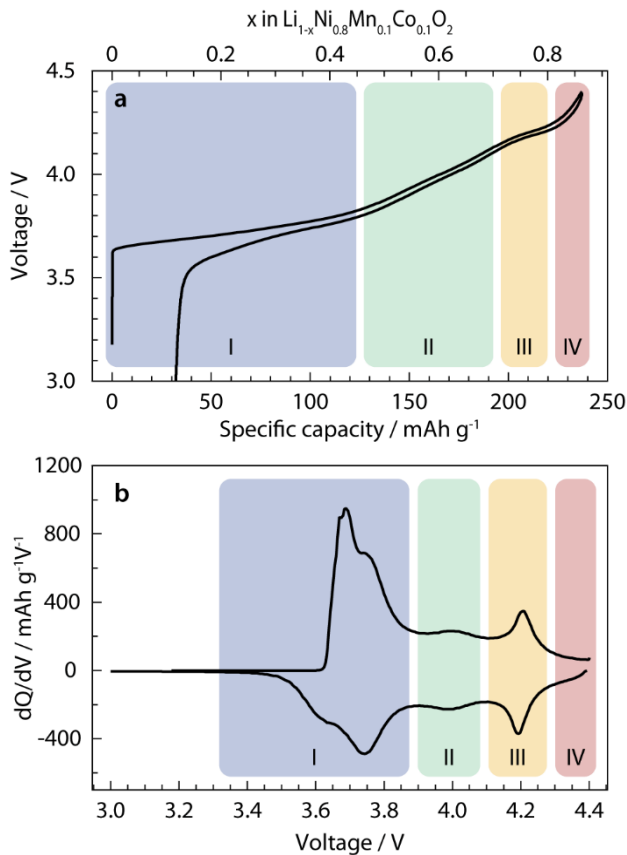 x in Li₁₋ₓNi₀.₈Mn₀.₁Co₀.₁O₂
0 0.2 0.4 0.6 0.8
a
4.5
4.0
3.5
3.0
Voltage / V
I II III IV
0 50 100 150 200 250
Specific capacity / mAh g⁻¹
b
1200
800
400
0
-400
dQ/dV / mAh g⁻¹V⁻¹
I II III IV
3.0 3.2 3.4 3.6 3.8 4.0 4.2 4.4
Voltage / V